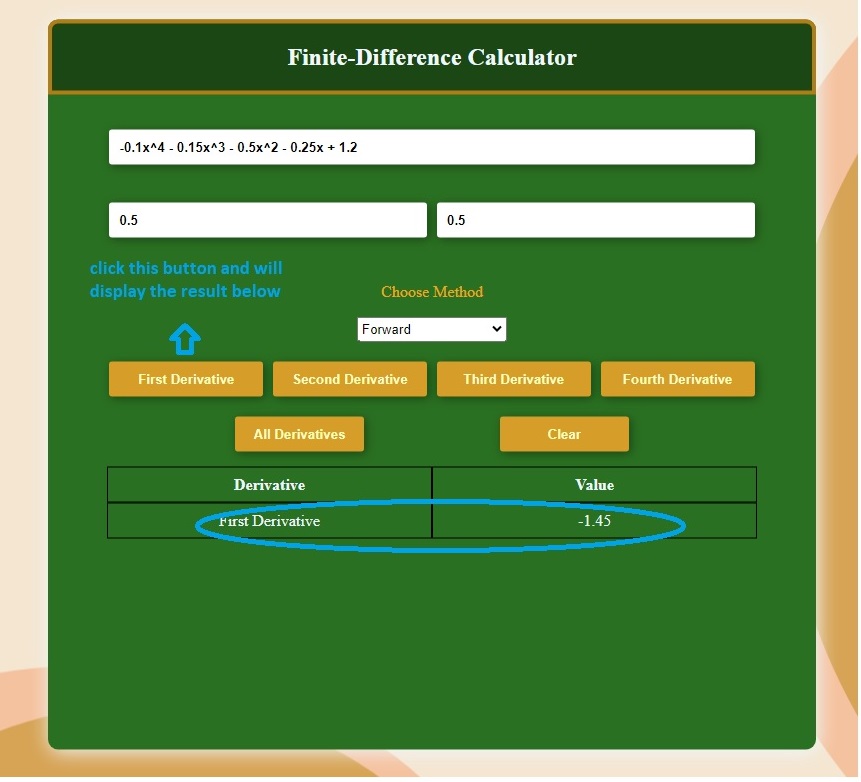 Finite-Difference Calculator
-0.1x^4 - 0.15x^3 - 0.5x^2 - 0.25x + 1.2
0.5 0.5
click this button and will
display the result below
Choose Method
Forward
First Derivative Second Derivative Third Derivative Fourth Derivative
All Derivatives Clear
Derivative Value
First Derivative -1.45